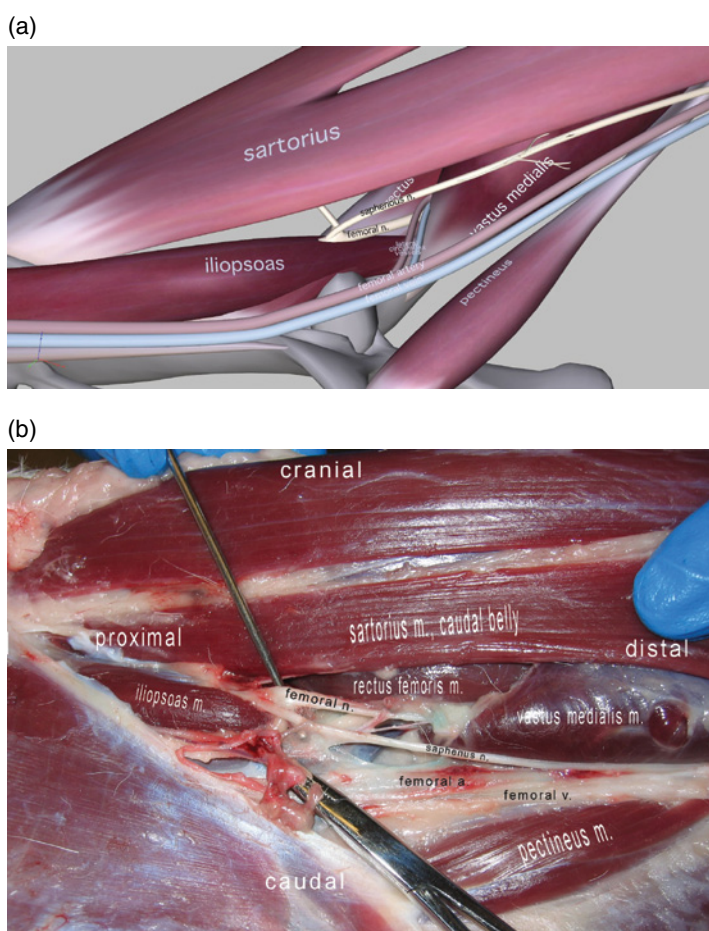 (a)
sartorius
rectus
saphenous n.
femoral n.
vastus medialis
iliopsoas
femoral artery
pectineus
(b)
cranial
proximal
sartorius m., caudal belly
distal
iliopsoas m.
femoral n.
rectus femoris m.
vastus medialis m.
saphenus n.
femoral a
femoral v.
pectineus m.
caudal